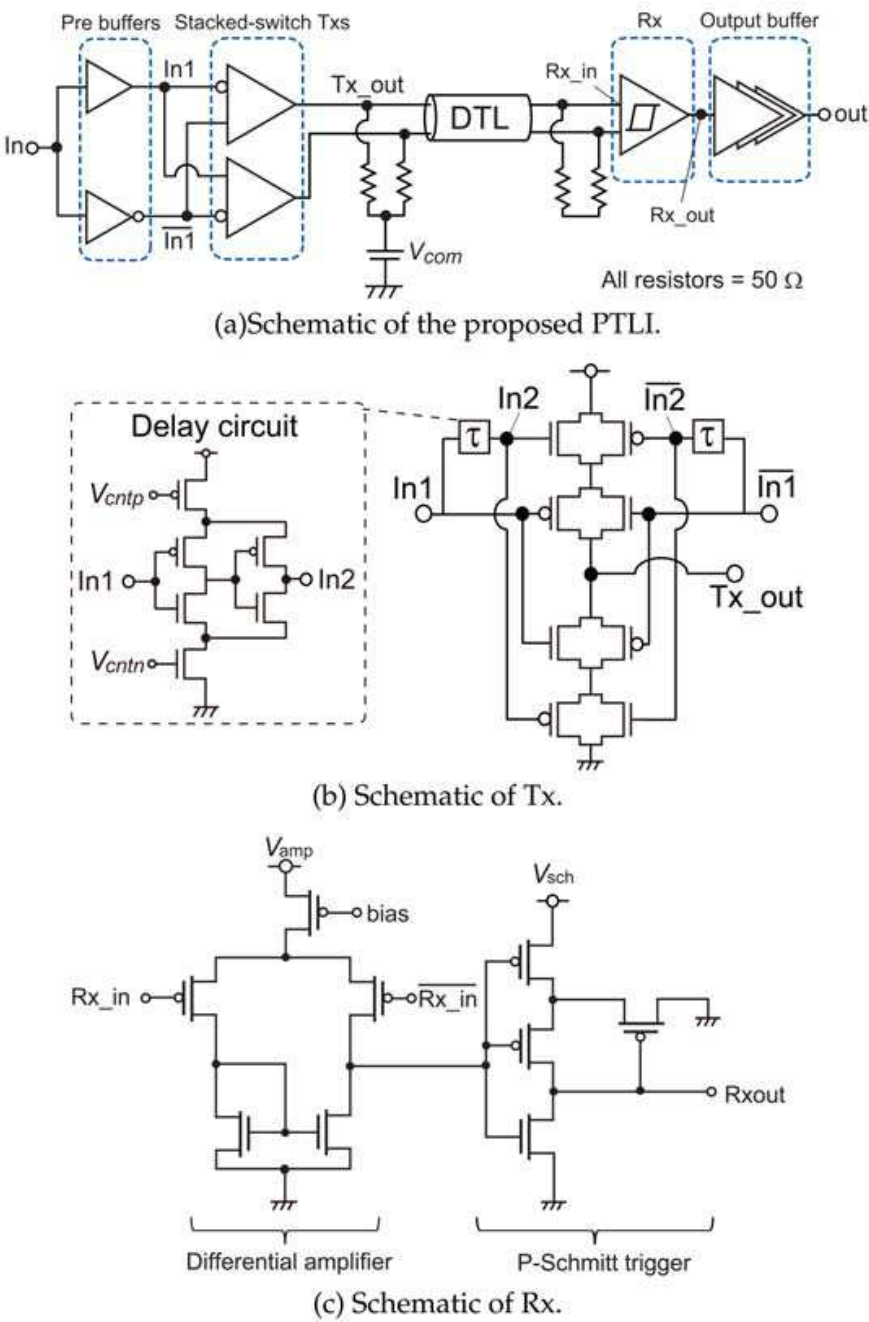 Pre buffers Stacked-switch Txs Rx Output buffer
In1 Tx_out Rx_in
In DTL out
In1 Rx_out
Vcom
All resistors = 50 Ω
(a)Schematic of the proposed PTLI.
In2 In2
Delay circuit τ τ
Vcntp
In1 In1
In1 In2
Tx_out
Vcntn
(b) Schematic of Tx.
Vamp
Vsch
bias
Rx_in Rx_in
Rxout
Differential amplifier P-Schmitt trigger
(c) Schematic of Rx.